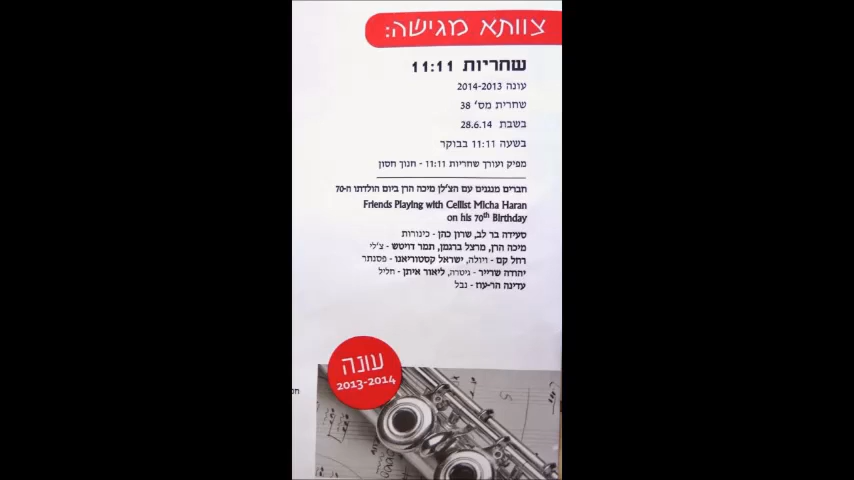 צוותא מגישה:
שחריות 11:11
עונה 2014-2013
שחרית מס' 38
בשבת 28.6.14
בשעה 11:11 בבוקר
מפיק ועורך שחריות 11:11 - חנוך חסון
חברים מנגנים עם הצ'לן מיכה הרן ביום הולדתו ה-70
Friends Playing with Cellist Micha Haran
on his 70th Birthday
סעידה בר לב, שרון כהן - כינורות
מיכה הרן, מרצל ברגמן, תמר דויטש - צ'לי
רחל קם - ויולה, ישראל קסטוריאנו - פסנתר
יהודה שרייר - גיטרה, ליאור איתן - חליל
עדינה הר-עוז - נבל
עונה
2013-2014